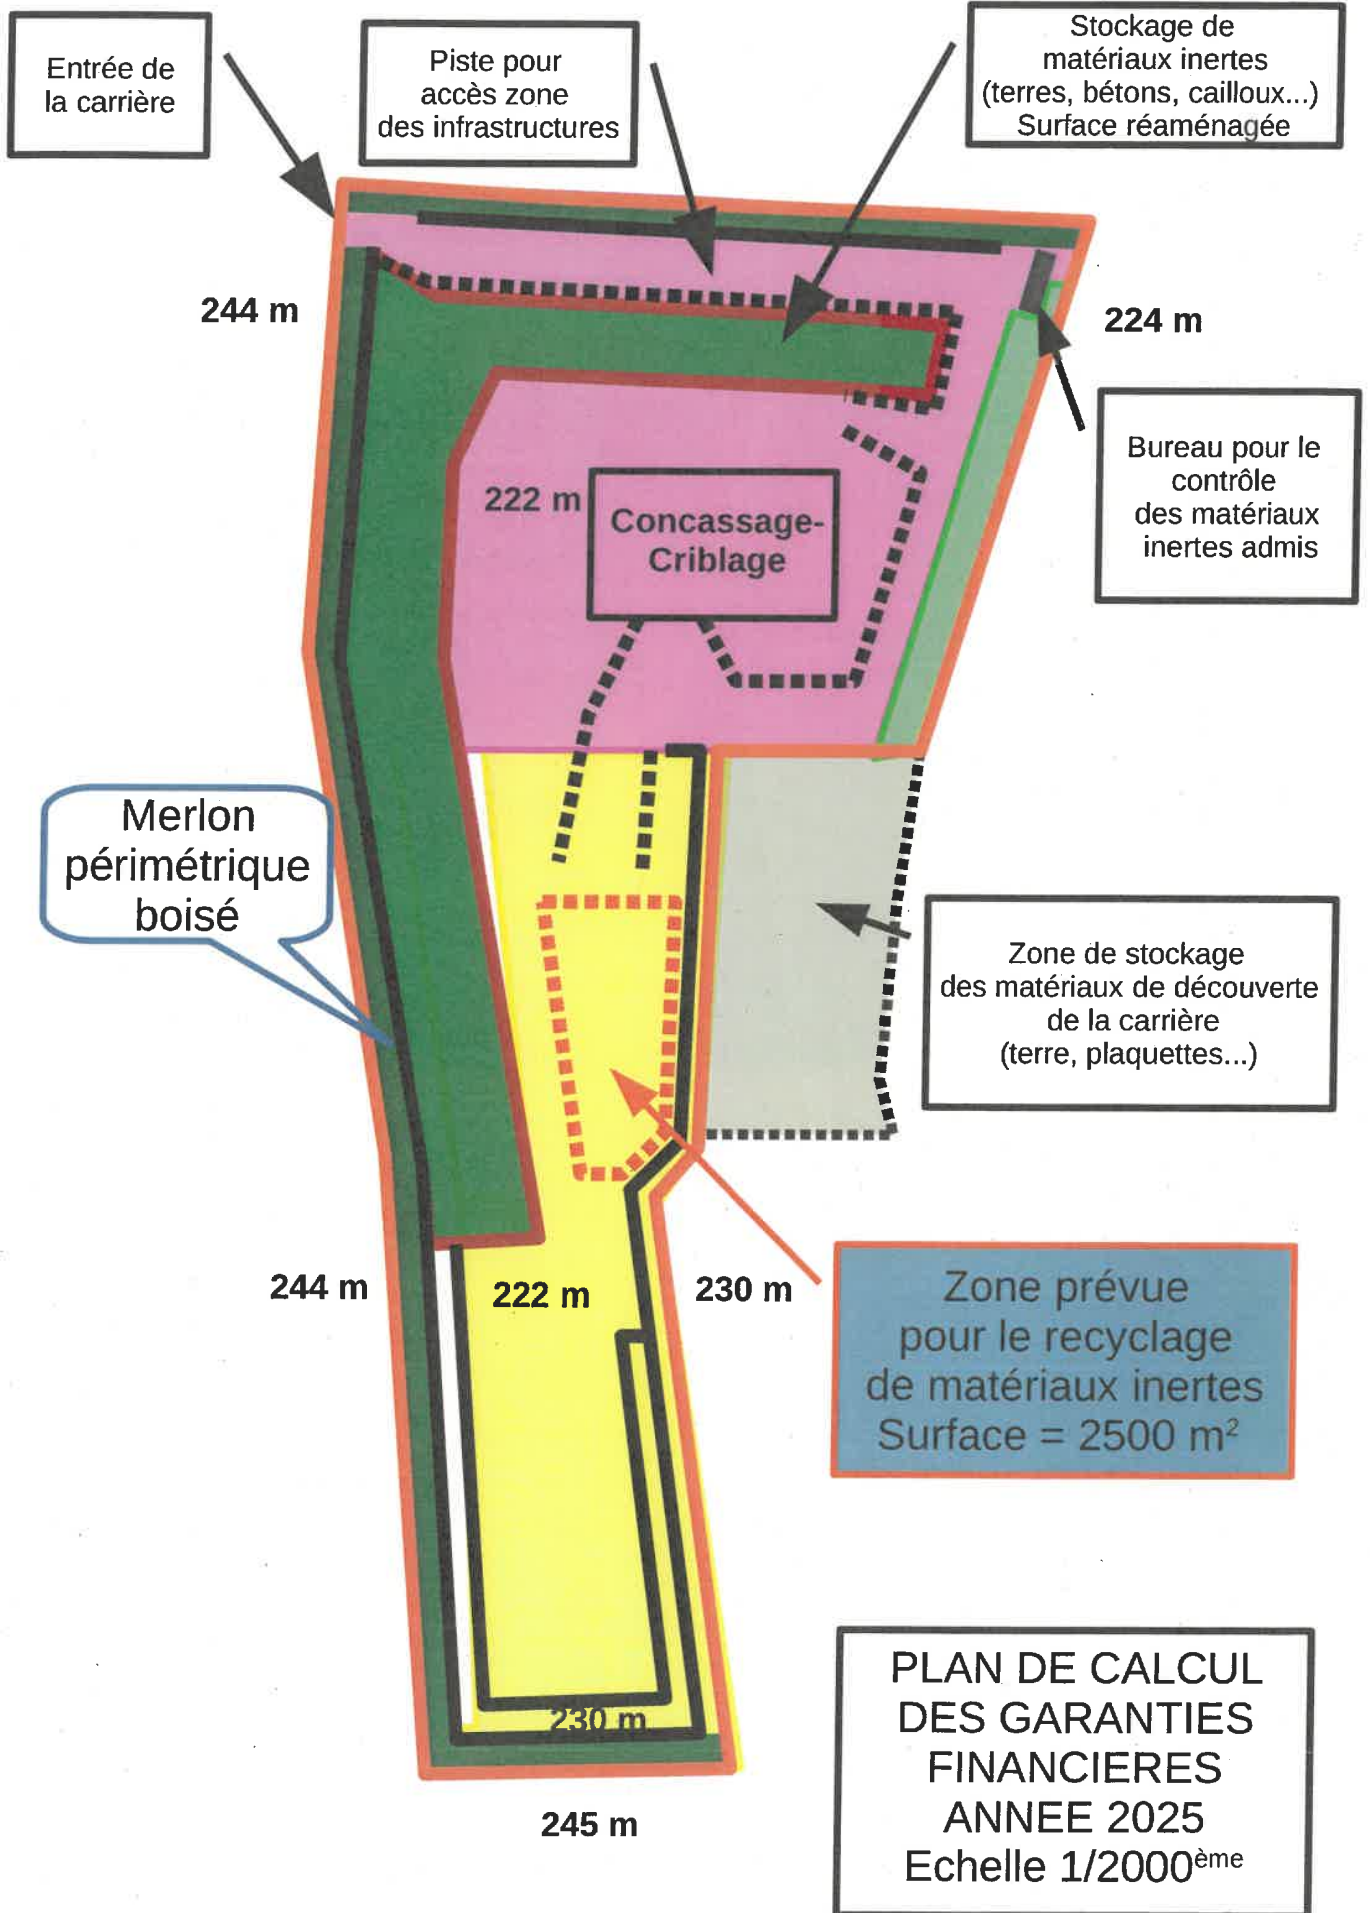 Entrée de
la carrière
Piste pour
accès zone
des infrastructures
Stockage de
matériaux inertes
(terres, bétons, cailloux...)
Surface réaménagée
244 m
224 m
Bureau pour le
contrôle
des matériaux
inertes admis
222 m
Concassage-
Criblage
Merlon
périmétrique
boisé
Zone de stockage
des matériaux de découverte
de la carrière
(terre, plaquettes...)
244 m
222 m
230 m
Zone prévue
pour le recyclage
de matériaux inertes
Surface = 2500 m²
230 m
245 m
PLAN DE CALCUL
DES GARANTIES
FINANCIERES
ANNEE 2025
Echelle 1/2000ème